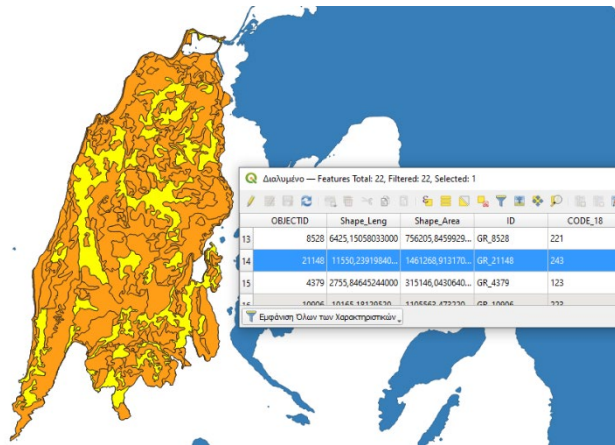 Διαλυμένο — Features Total: 22, Filtered: 22, Selected: 1
OBJECTID Shape_Leng Shape_Area ID CODE_18
13 8528 6425,15058033000 756205,8459929... GR_8528 221
14 21148 11550,23919840... 1461268,913170... GR_21148 243
15 4379 2755,84645244000 315146,0430640... GR_4379 123
Εμφάνιση Όλων των Χαρακτηριστικών